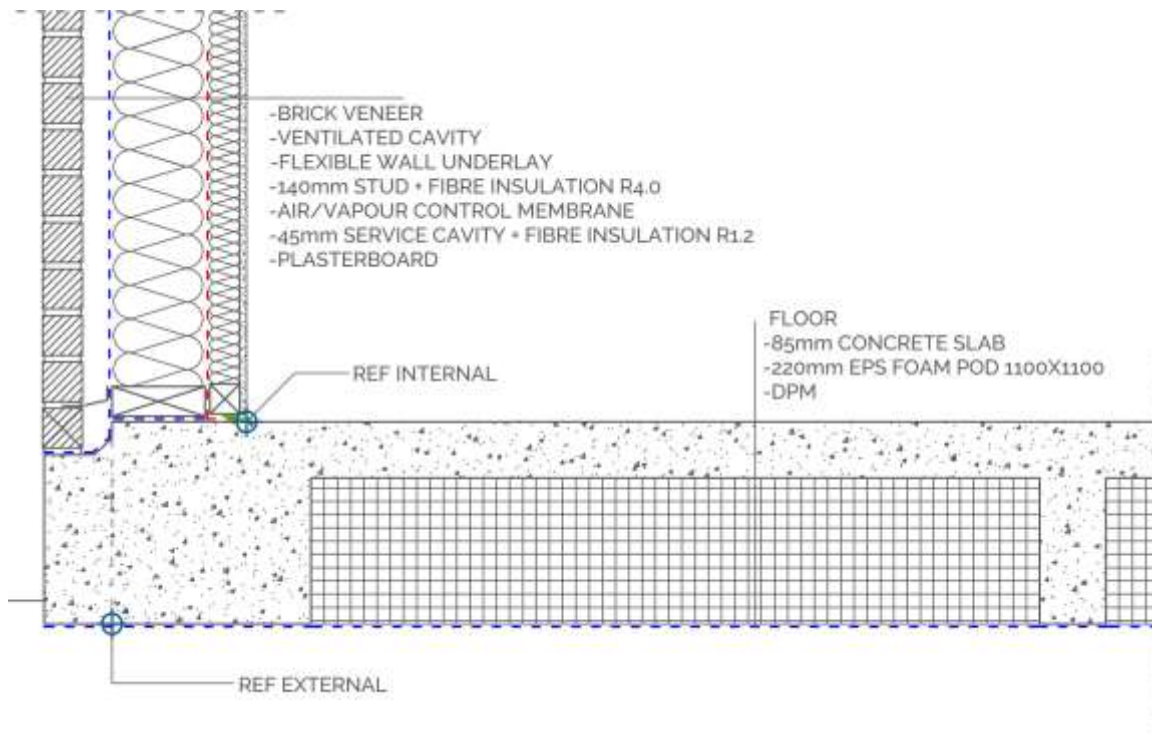 -BRICK VENEER
-VENTILATED CAVITY
-FLEXIBLE WALL UNDERLAY
-140mm STUD + FIBRE INSULATION R4.0
-AIR/VAPOUR CONTROL MEMBRANE
-45mm SERVICE CAVITY + FIBRE INSULATION R1.2
-PLASTERBOARD
FLOOR
-85mm CONCRETE SLAB
-220mm EPS FOAM POD 1100X1100
-DPM
REF INTERNAL
REF EXTERNAL